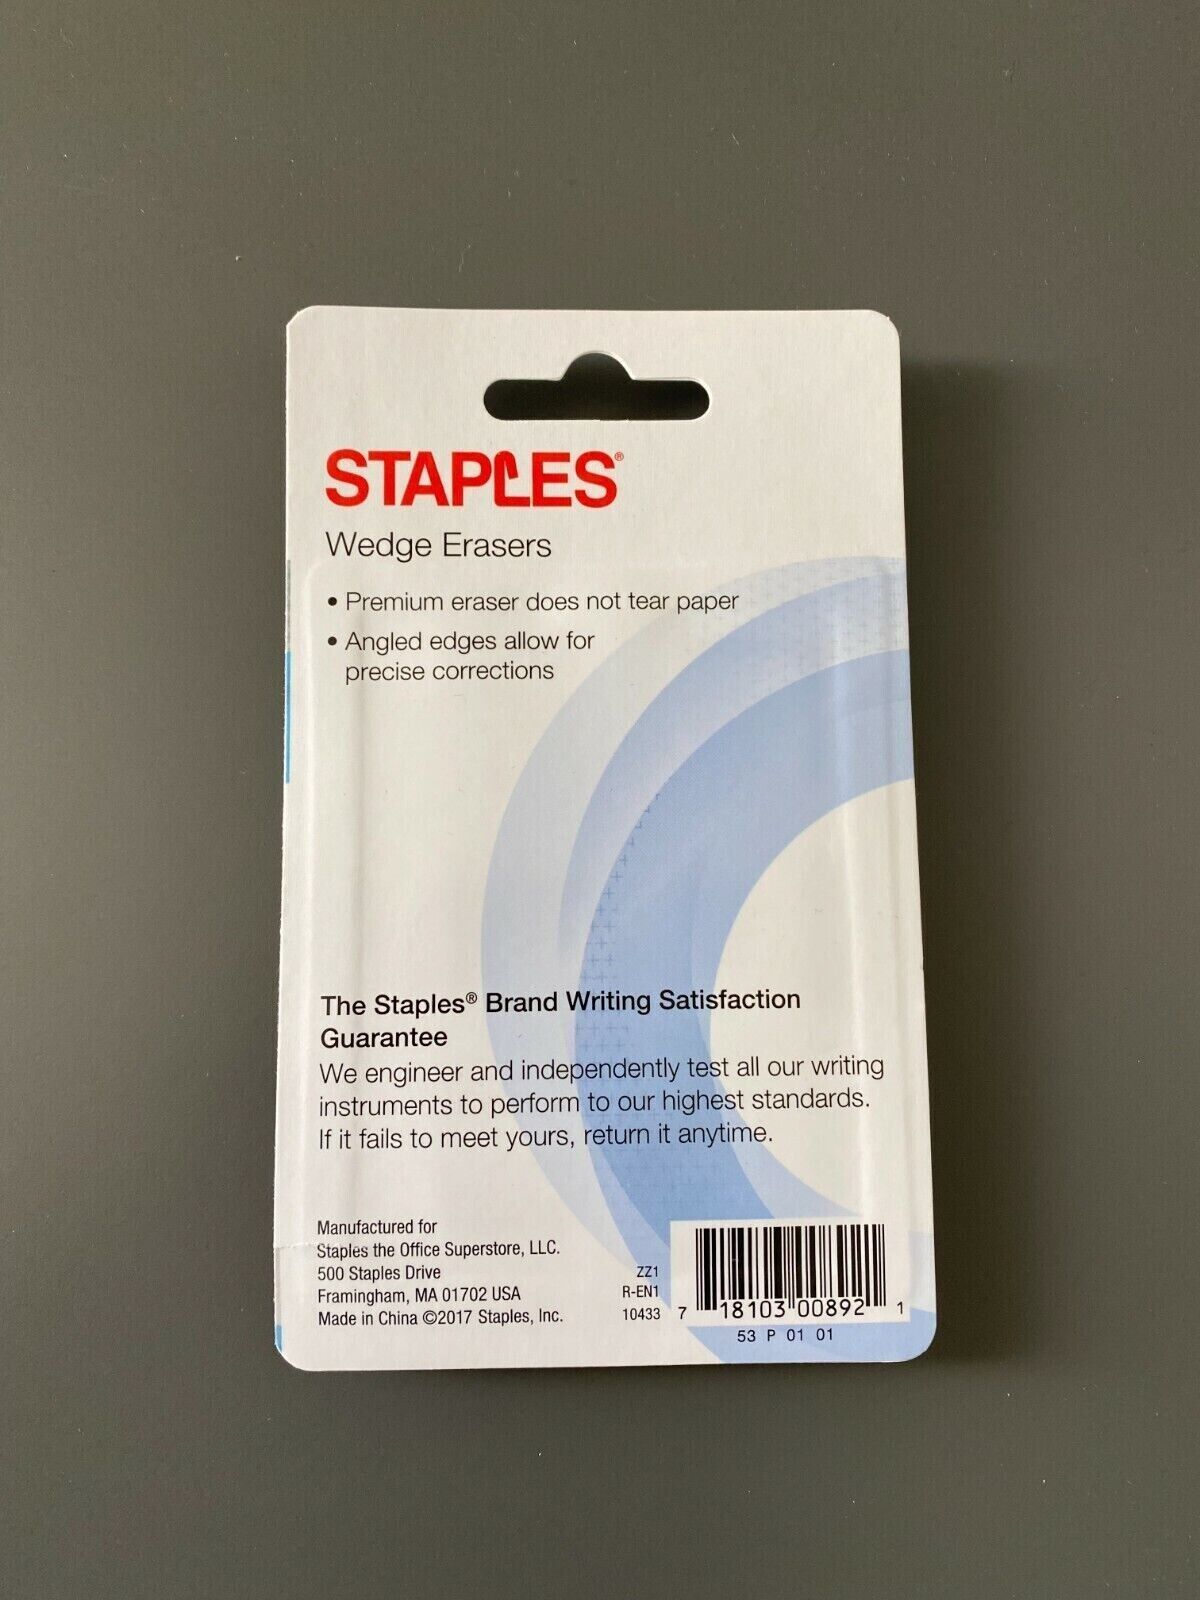 STAPLES®
Wedge Erasers
• Premium eraser does not tear paper
• Angled edges allow for
precise corrections
The Staples® Brand Writing Satisfaction
Guarantee
We engineer and independently test all our writing
instruments to perform to our highest standards.
If it fails to meet yours, return it anytime.
Manufactured for
Staples the Office Superstore, LLC.
500 Staples Drive
Framingham, MA 01702 USA
Made in China ©2017 Staples, Inc.
ZZ1
R-EN1
10433
7 18103 00892 1
53 P 01 01